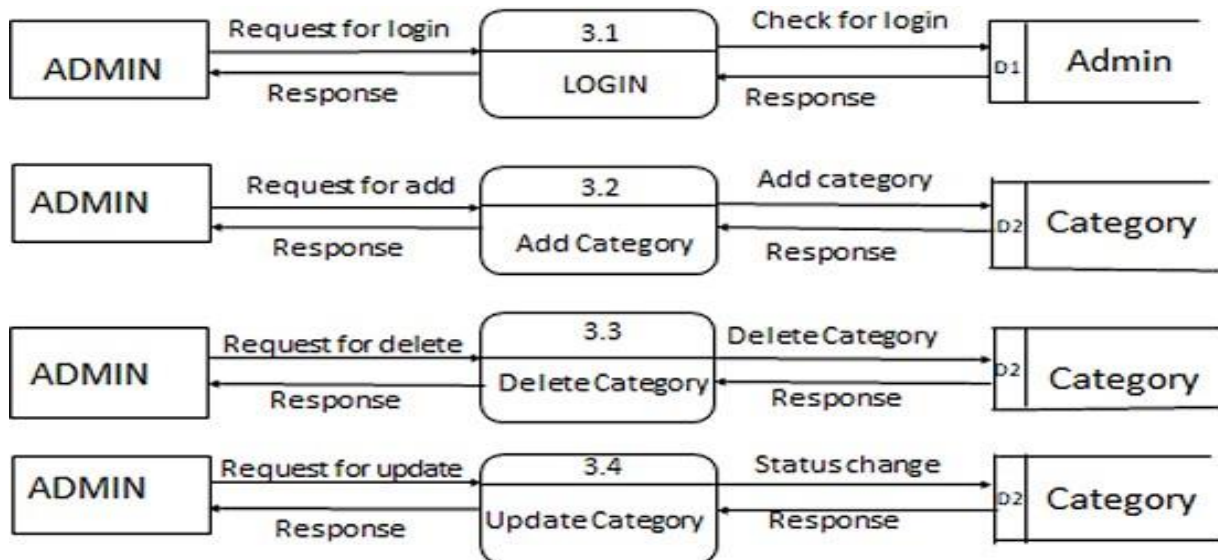 Request for login
3.1
Check for login
ADMIN
LOGIN
D1
Admin
Response
Response
Request for add
3.2
Add category
ADMIN
Add Category
D2
Category
Response
Response
Request for delete
3.3
Delete Category
ADMIN
Delete Category
D2
Category
Response
Response
Request for update
3.4
Status change
ADMIN
Update Category
D2
Category
Response
Response